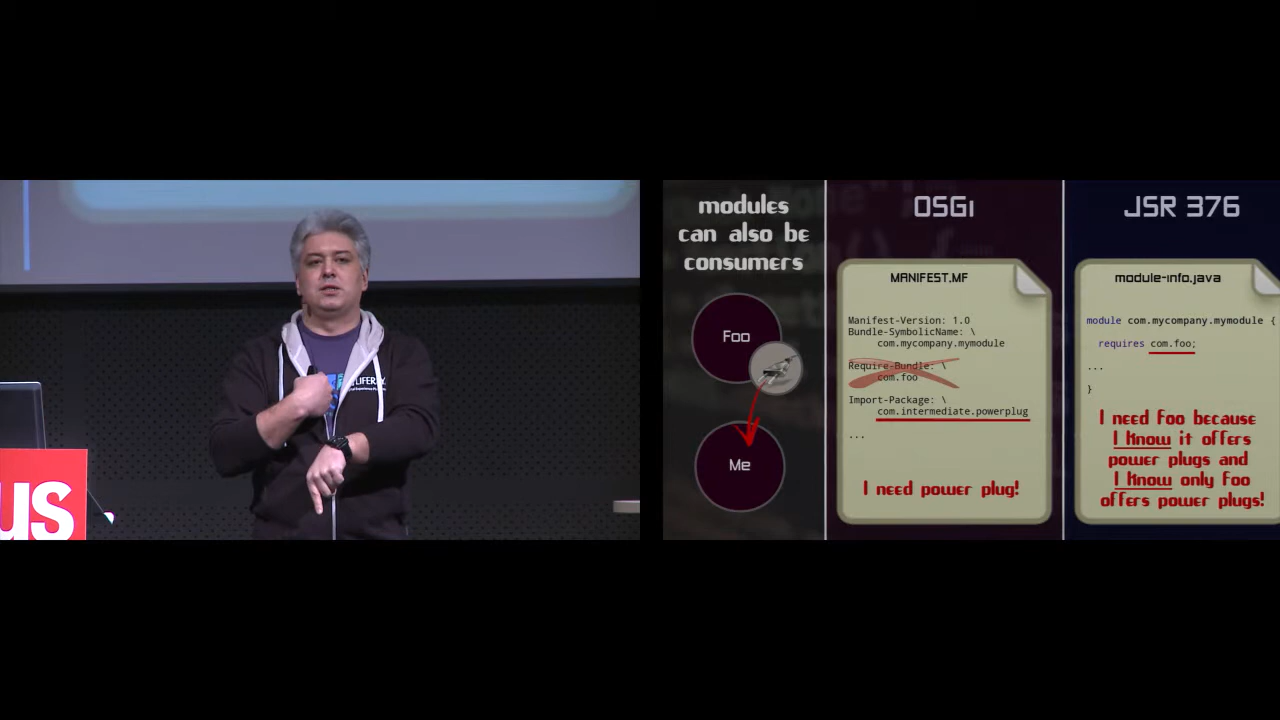 LIFERAY
us
modules
can also be
consumers
Foo
Me
OSGi
MANIFEST.MF
Manifest-Version: 1.0
Bundle-SymbolicName: \
com.mycompany.mymodule
Require-Bundle: \
com.foo
Import-Package: \
com.intermediate.powerplug
...
I need power plug!
JSR 376
module-info.java
module com.mycompany.mymodule {
requires com.foo;
...
}
I need Foo because
I Know it offers
power plugs and
I Know only Foo
offers power plugs!